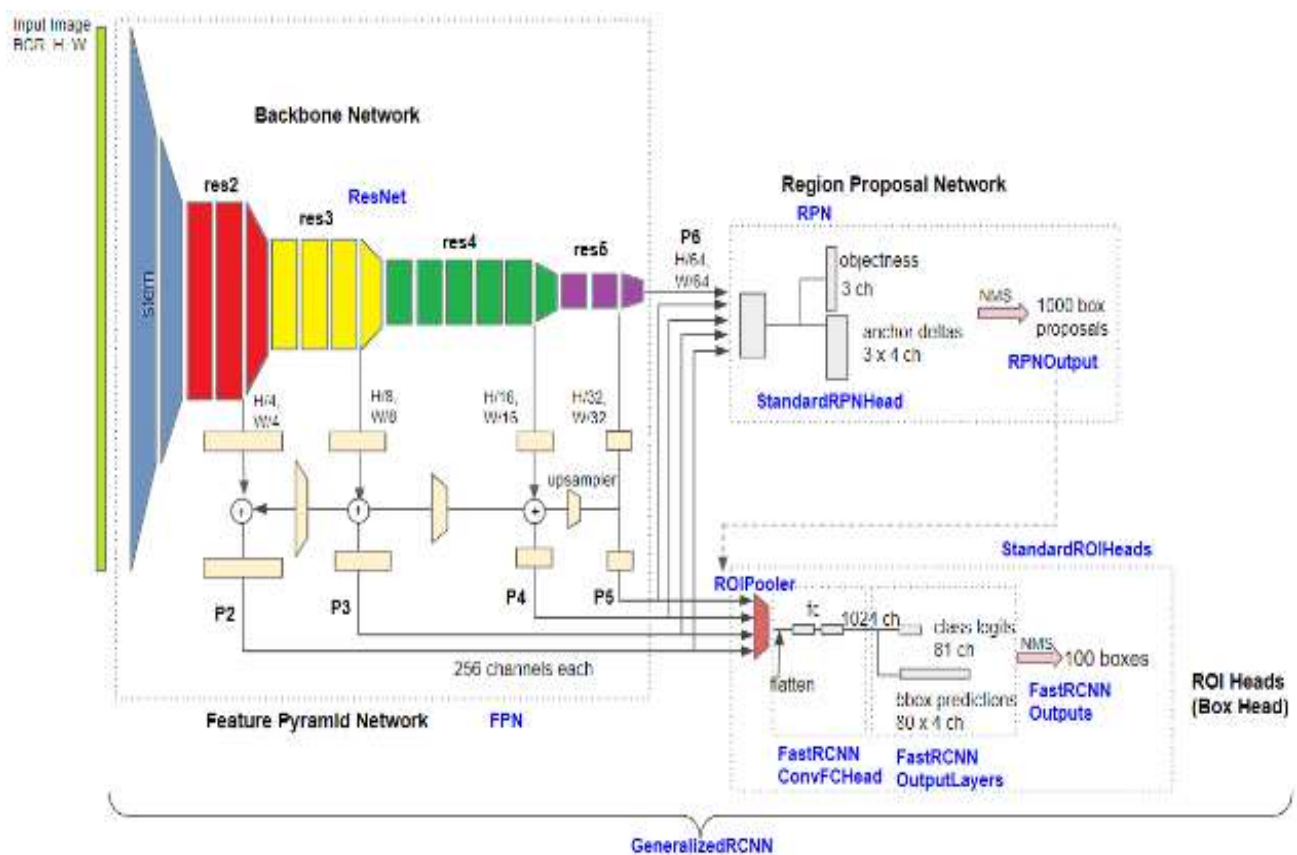 Input Image
BGR, H, W
Backbone Network
stem
res2
res3
ResNet
res4
res5
P6
H/64,
W/64
Region Proposal Network
RPN
objectness
3 ch
anchor deltas
3 x 4 ch
StandardRPNHead
NMS
1000 box
proposals
RPNOutput
H/4,
W/4
H/8,
W/8
H/16,
W/16
H/32,
W/32
upsampler
P2
P3
P4
P5
256 channels each
Feature Pyramid Network
FPN
StandardROIHeads
ROIPooler
flatten
fc
1024 ch
class logits
81 ch
bbox predictions
80 x 4 ch
NMS
100 boxes
FastRCNN
Outputs
FastRCNN
ConvFCHead
FastRCNN
OutputLayers
ROI Heads
(Box Head)
GeneralizedRCNN